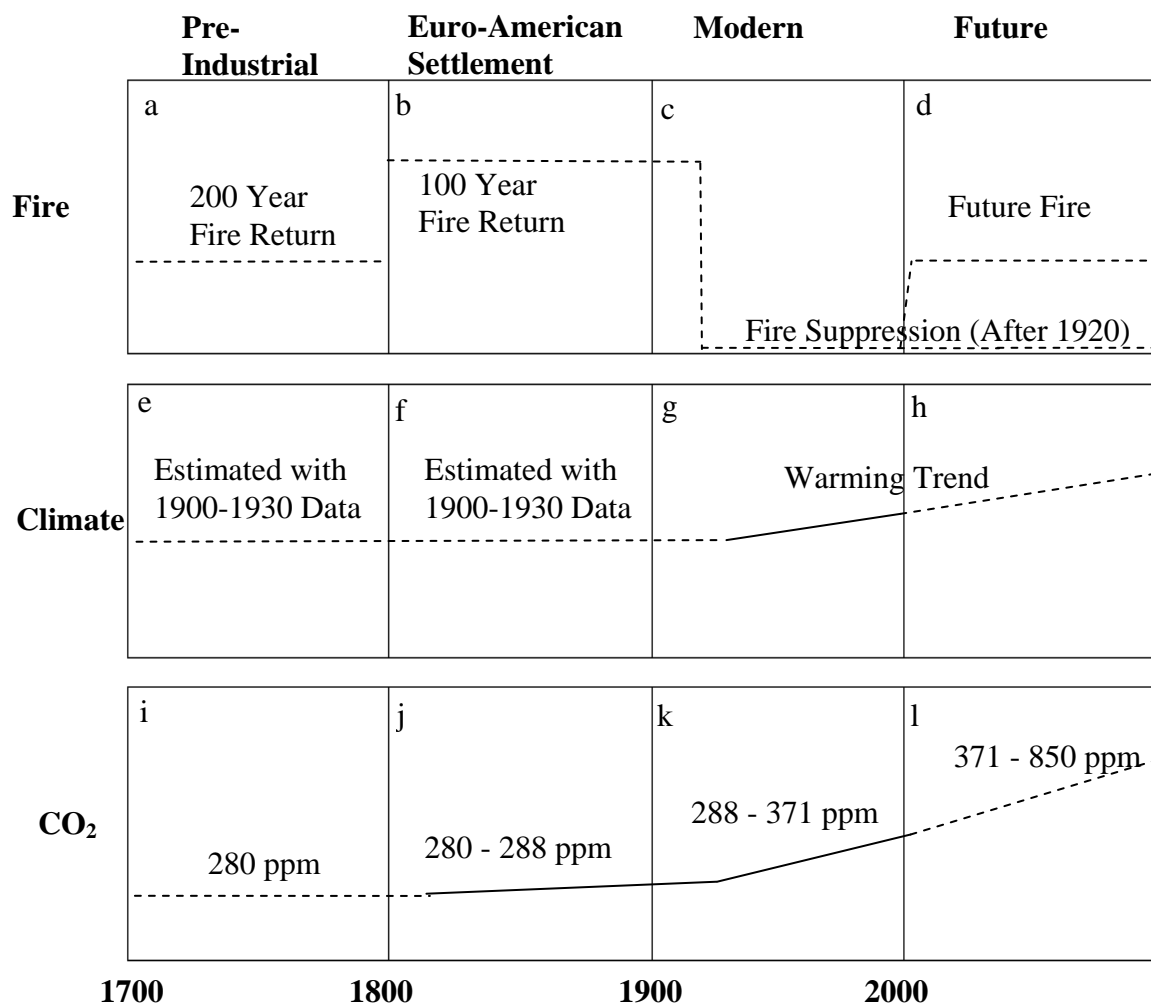 Pre-
Industrial
Euro-American
Settlement
Modern
Future
a
b
c
d
Fire
200 Year
Fire Return
100 Year
Fire Return
Future Fire
Fire Suppression (After 1920)
e
f
g
h
Climate
Estimated with
1900-1930 Data
Estimated with
1900-1930 Data
Warming Trend
i
j
k
l
CO₂
280 ppm
280 - 288 ppm
288 - 371 ppm
371 - 850 ppm
1700
1800
1900
2000